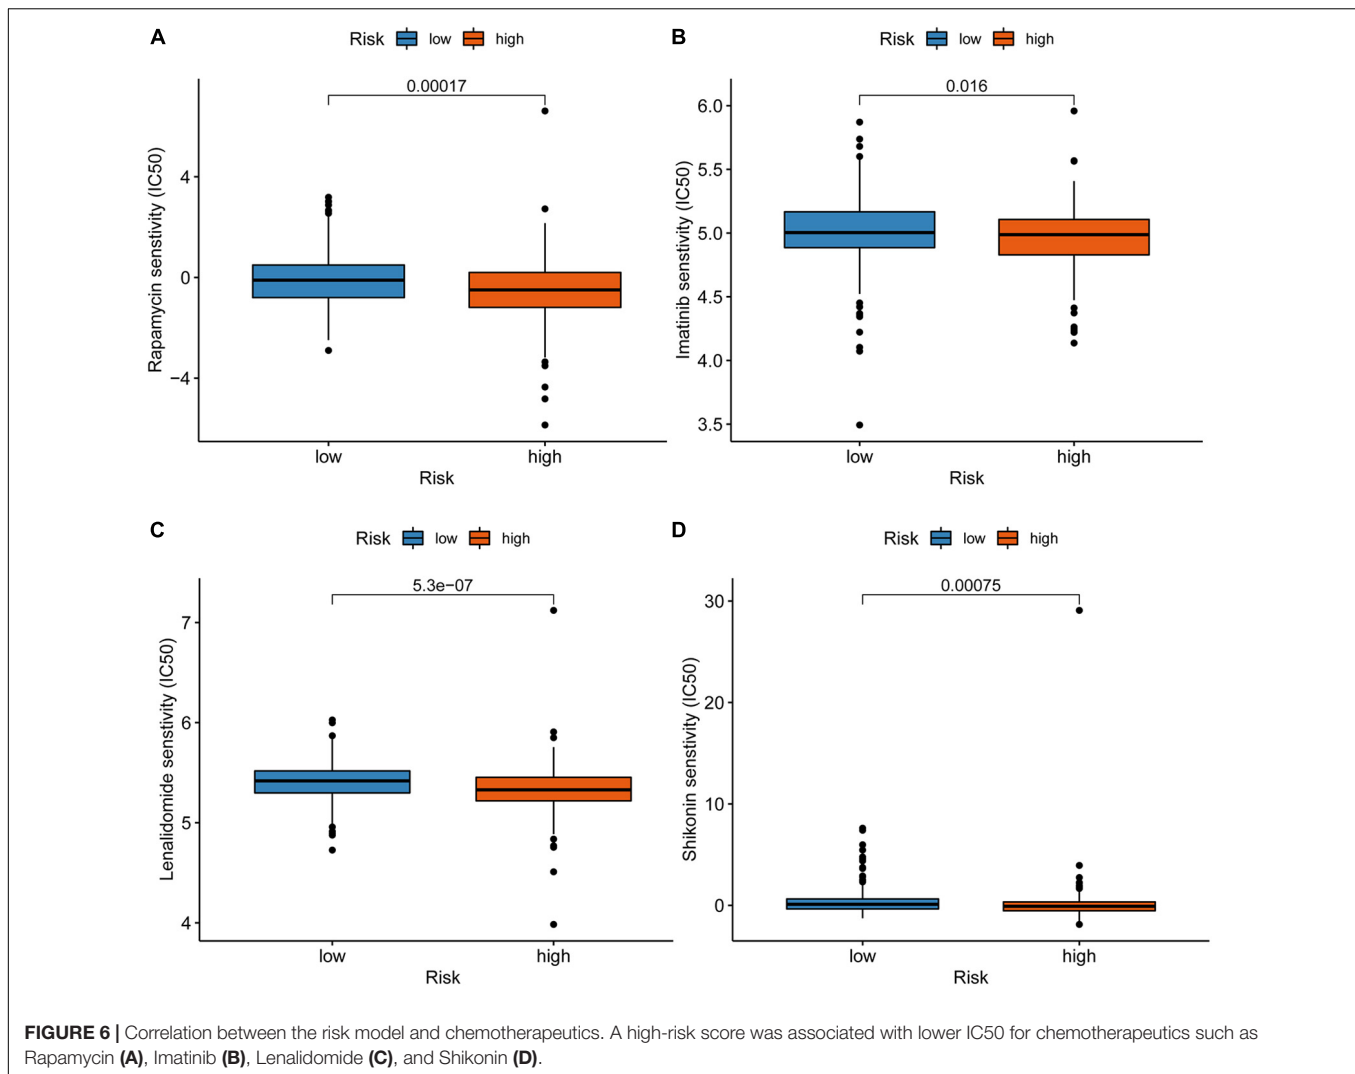 A
Risk low high
0.00017
Rapamycin senstivity (IC50)
4
0
−4
low high
Risk
B
Risk low high
0.016
Imatinib senstivity (IC50)
6.0
5.5
5.0
4.5
4.0
3.5
low high
Risk
C
Risk low high
5.3e−07
Lenalidomide senstivity (IC50)
7
6
5
4
low high
Risk
D
Risk low high
0.00075
Shikonin senstivity (IC50)
30
20
10
0
low high
Risk
FIGURE 6 | Correlation between the risk model and chemotherapeutics. A high-risk score was associated with lower IC50 for chemotherapeutics such as
Rapamycin (A), Imatinib (B), Lenalidomide (C), and Shikonin (D).